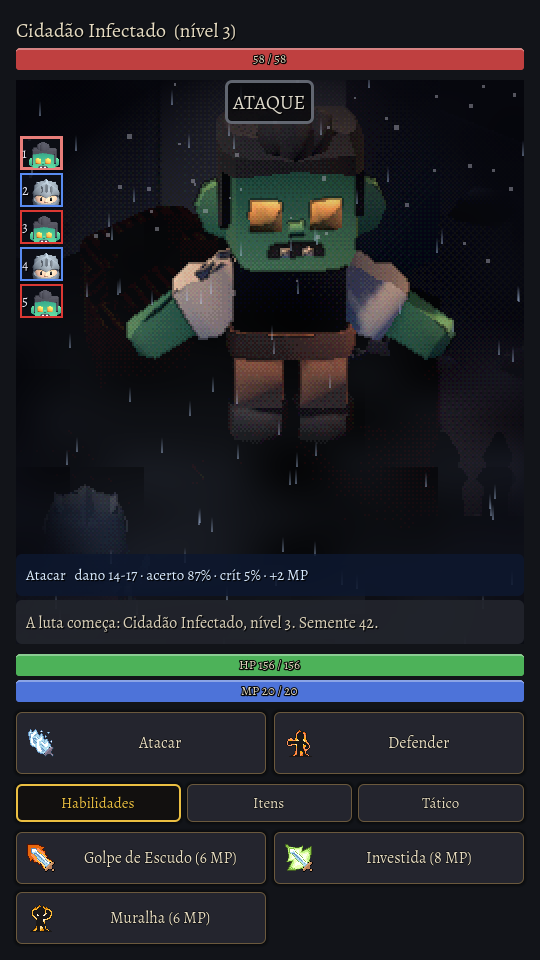 Cidadão Infectado (nível 3)
58 / 58
ATAQUE
1
2
3
4
5
Atacar dano 14-17 · acerto 87% · crít 5% · +2 MP
A luta começa: Cidadão Infectado, nível 3. Semente 42.
HP 156 / 156
MP 20 / 20
Atacar
Defender
Habilidades
Itens
Tático
Golpe de Escudo (6 MP)
Investida (8 MP)
Muralha (6 MP)